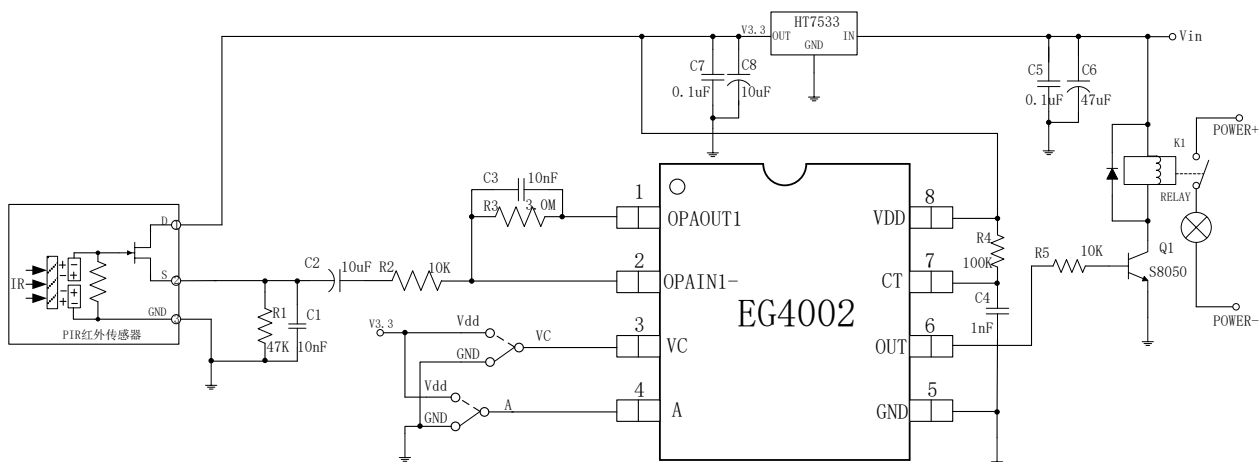 HT7533
V3.3
OUT
IN
GND
Vin
C7
0.1uF
C8
10uF
C5
0.1uF
C6
47uF
K1
POWER+
RELAY
POWER-
D
S
GND
IR
PIR红外传感器
R1
47K
C1
10nF
C2
10uF
R2
10K
C3
10nF
R3
3.0M
1
OPAOUT1
2
OPAIN1-
3
VC
4
A
EG4002
8
VDD
7
CT
6
OUT
5
GND
R4
100K
C4
1nF
R5
10K
Q1
S8050
V3.3
Vdd
GND
VC
Vdd
GND
A